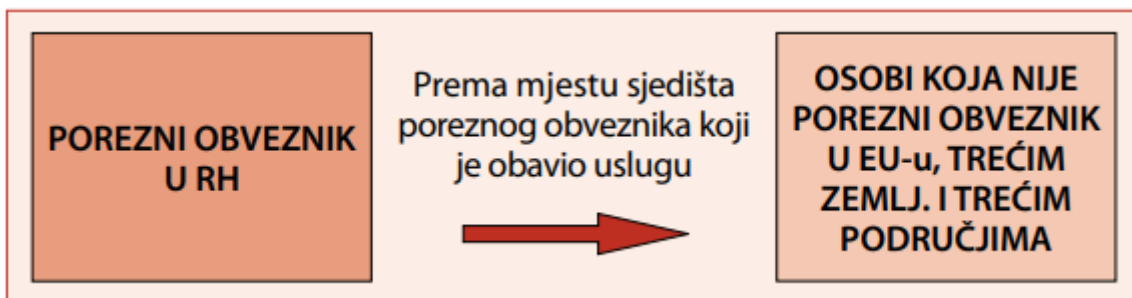 POREZNI OBVEZNIK
U RH
Prema mjestu sjedišta
poreznog obveznika koji
je obavio uslugu
OSOBI KOJA NIJE
POREZNI OBVEZNIK
U EU-u, TREĆIM
ZEMLJ. I TREĆIM
PODRUČJIMA